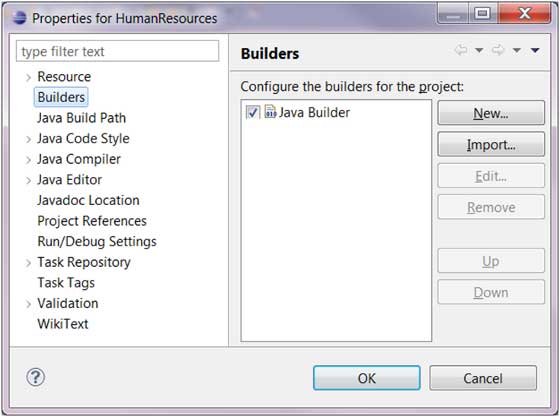 Properties for HumanResources
type filter text
Resource
Builders
Java Build Path
Java Code Style
Java Compiler
Java Editor
Javadoc Location
Project References
Run/Debug Settings
Task Repository
Task Tags
Validation
WikiText
Builders
Configure the builders for the project:
Java Builder
New...
Import...
Edit...
Remove
Up
Down
OK
Cancel